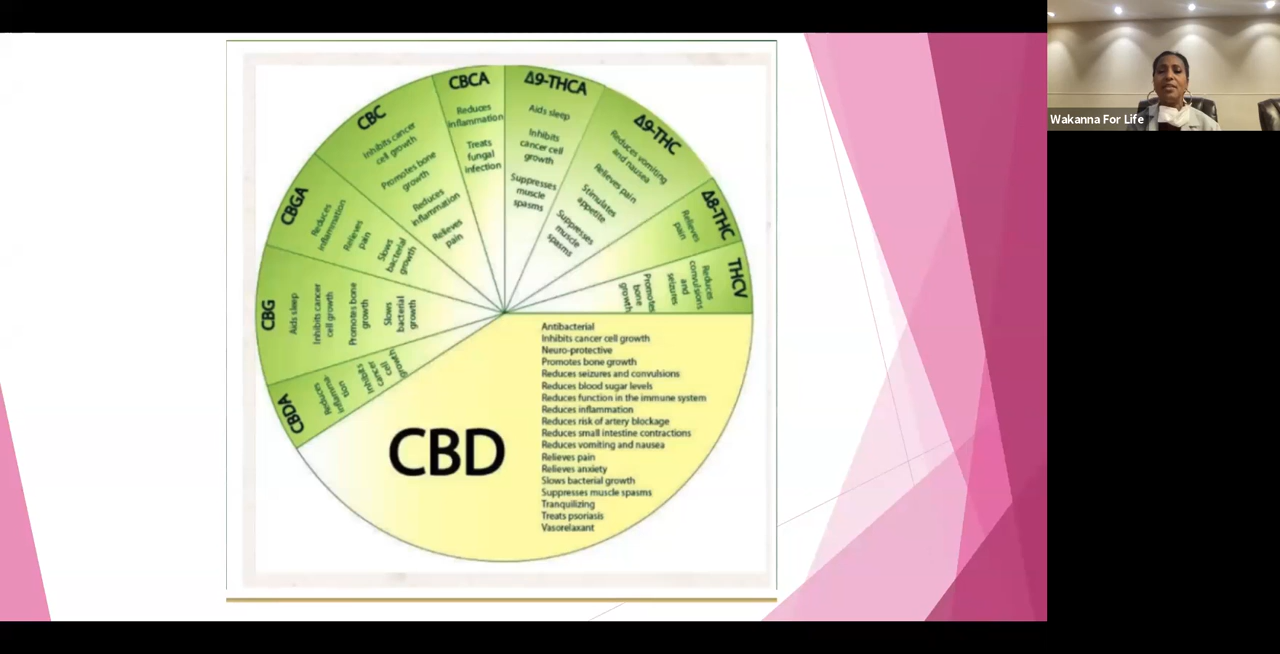 CBCA
Reduces
inflammation
Treats
fungal
infection
Δ9-THCA
Aids sleep
Inhibits
cancer cell
growth
Suppresses
muscle
spasms
Δ9-THC
Reduces vomiting
and nausea
Relieves pain
Stimulates
appetite
Suppresses
muscle
spasms
Δ8-THC
Relieves
pain
THCV
Reduces
convulsions
and
seizures
Promotes
bone
growth
CBD
Antibacterial
Inhibits cancer cell growth
Neuro-protective
Promotes bone growth
Reduces seizures and convulsions
Reduces blood sugar levels
Reduces function in the immune system
Reduces inflammation
Reduces risk of artery blockage
Reduces small intestine contractions
Reduces vomiting and nausea
Relieves pain
Relieves anxiety
Slows bacterial growth
Suppresses muscle spasms
Tranquilizing
Treats psoriasis
Vasorelaxant
CBDA
Reduces
inflamma-
tion
Inhibits
cancer
cell
growth
CBG
Aids sleep
Inhibits cancer
cell growth
Promotes bone
growth
Slows
bacterial
growth
CBGA
Reduces
inflammation
Relieves
pain
Slows
bacterial
growth
CBC
Inhibits cancer
cell growth
Promotes bone
growth
Reduces
inflammation
Relieves
pain
Wakanna For Life